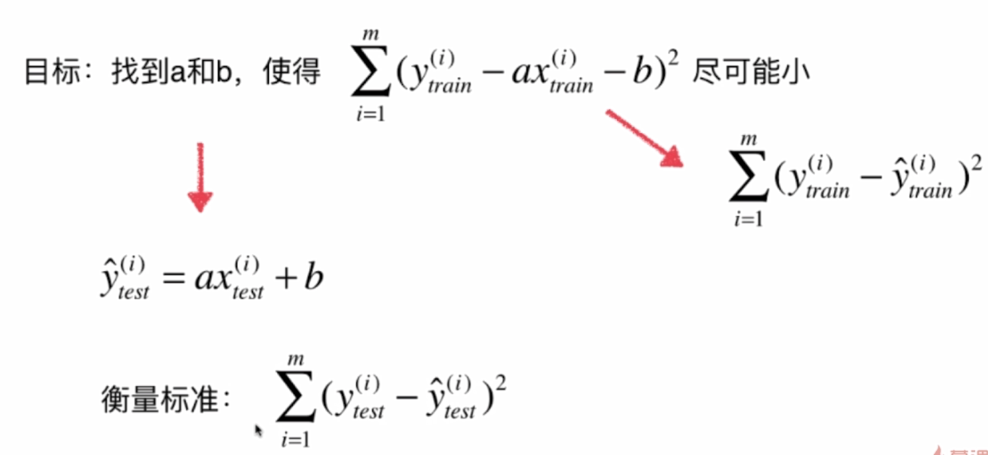 目标：找到a和b，使得 $\sum_{i=1}^{m}(y_{train}^{(i)} - ax_{train}^{(i)} - b)^2$ 尽可能小
$\sum_{i=1}^{m}(y_{train}^{(i)} - \hat{y}_{train}^{(i)})^2$
$\hat{y}_{test}^{(i)} = ax_{test}^{(i)} + b$
衡量标准： $\sum_{i=1}^{m}(y_{test}^{(i)} - \hat{y}_{test}^{(i)})^2$